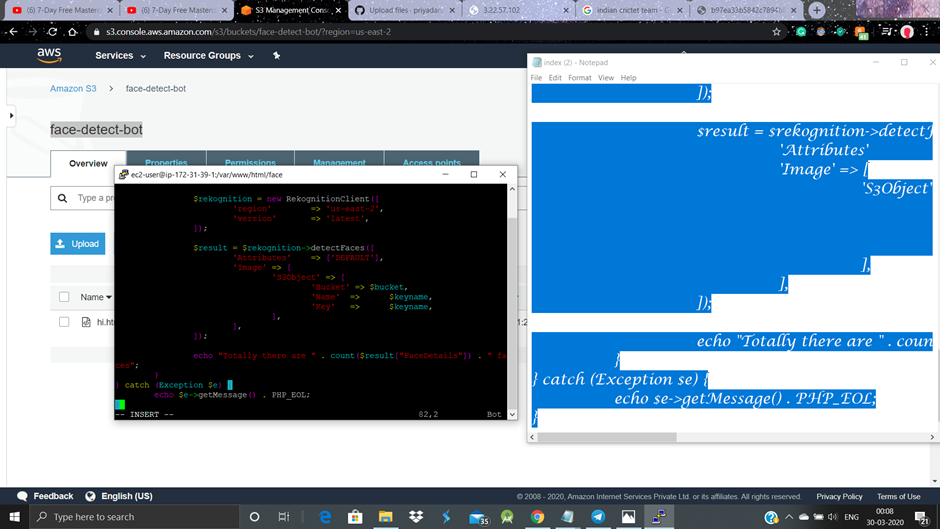 (6) 7-Day Free Master
(6) 7-Day Free Master
S3 Management Cons
Upload files · priyadar
3.22.57.102
indian crictet team - G
b97ea33b5842c7894b
s3.console.aws.amazon.com/s3/buckets/face-detect-bot/?region=us-east-2
aws
Services
Resource Groups
Amazon S3
face-detect-bot
face-detect-bot
Overview
Properties
Permissions
Management
Access points
Type a pre
Upload
Name
hi.h
ec2-user@ip-172-31-39-1:/var/www/html/face
$rekognition = new RekognitionClient([
'region' => 'us-east-2',
'version' => 'latest',
]);
$result = $rekognition->detectFaces([
'Attributes' => ['DEFAULT'],
'Image' => [
'S3Object' => [
'Bucket' => $bucket,
'Name' => $keyname,
'Key' => $keyname,
],
],
]);
echo "Totally there are " . count($result["FaceDetails"]) . " fa
ces";
}
} catch (Exception $e) {
echo $e->getMessage() . PHP_EOL;
}
-- INSERT --
82,2
Bot
index (2) - Notepad
File Edit Format View Help
]);
$result = $rekognition->detectF
'Attributes'
'Image' => [
'S3Object'
],
],
]);
echo "Totally there are " . coun
}
} catch (Exception $e) {
echo $e->getMessage() . PHP_EOL;
}
Feedback
English (US)
© 2008 - 2020, Amazon Internet Services Private Ltd. or its affiliates. All rights reserved.
Privacy Policy
Terms of Use
Type here to search
35
ENG
00:08
30-03-2020
21